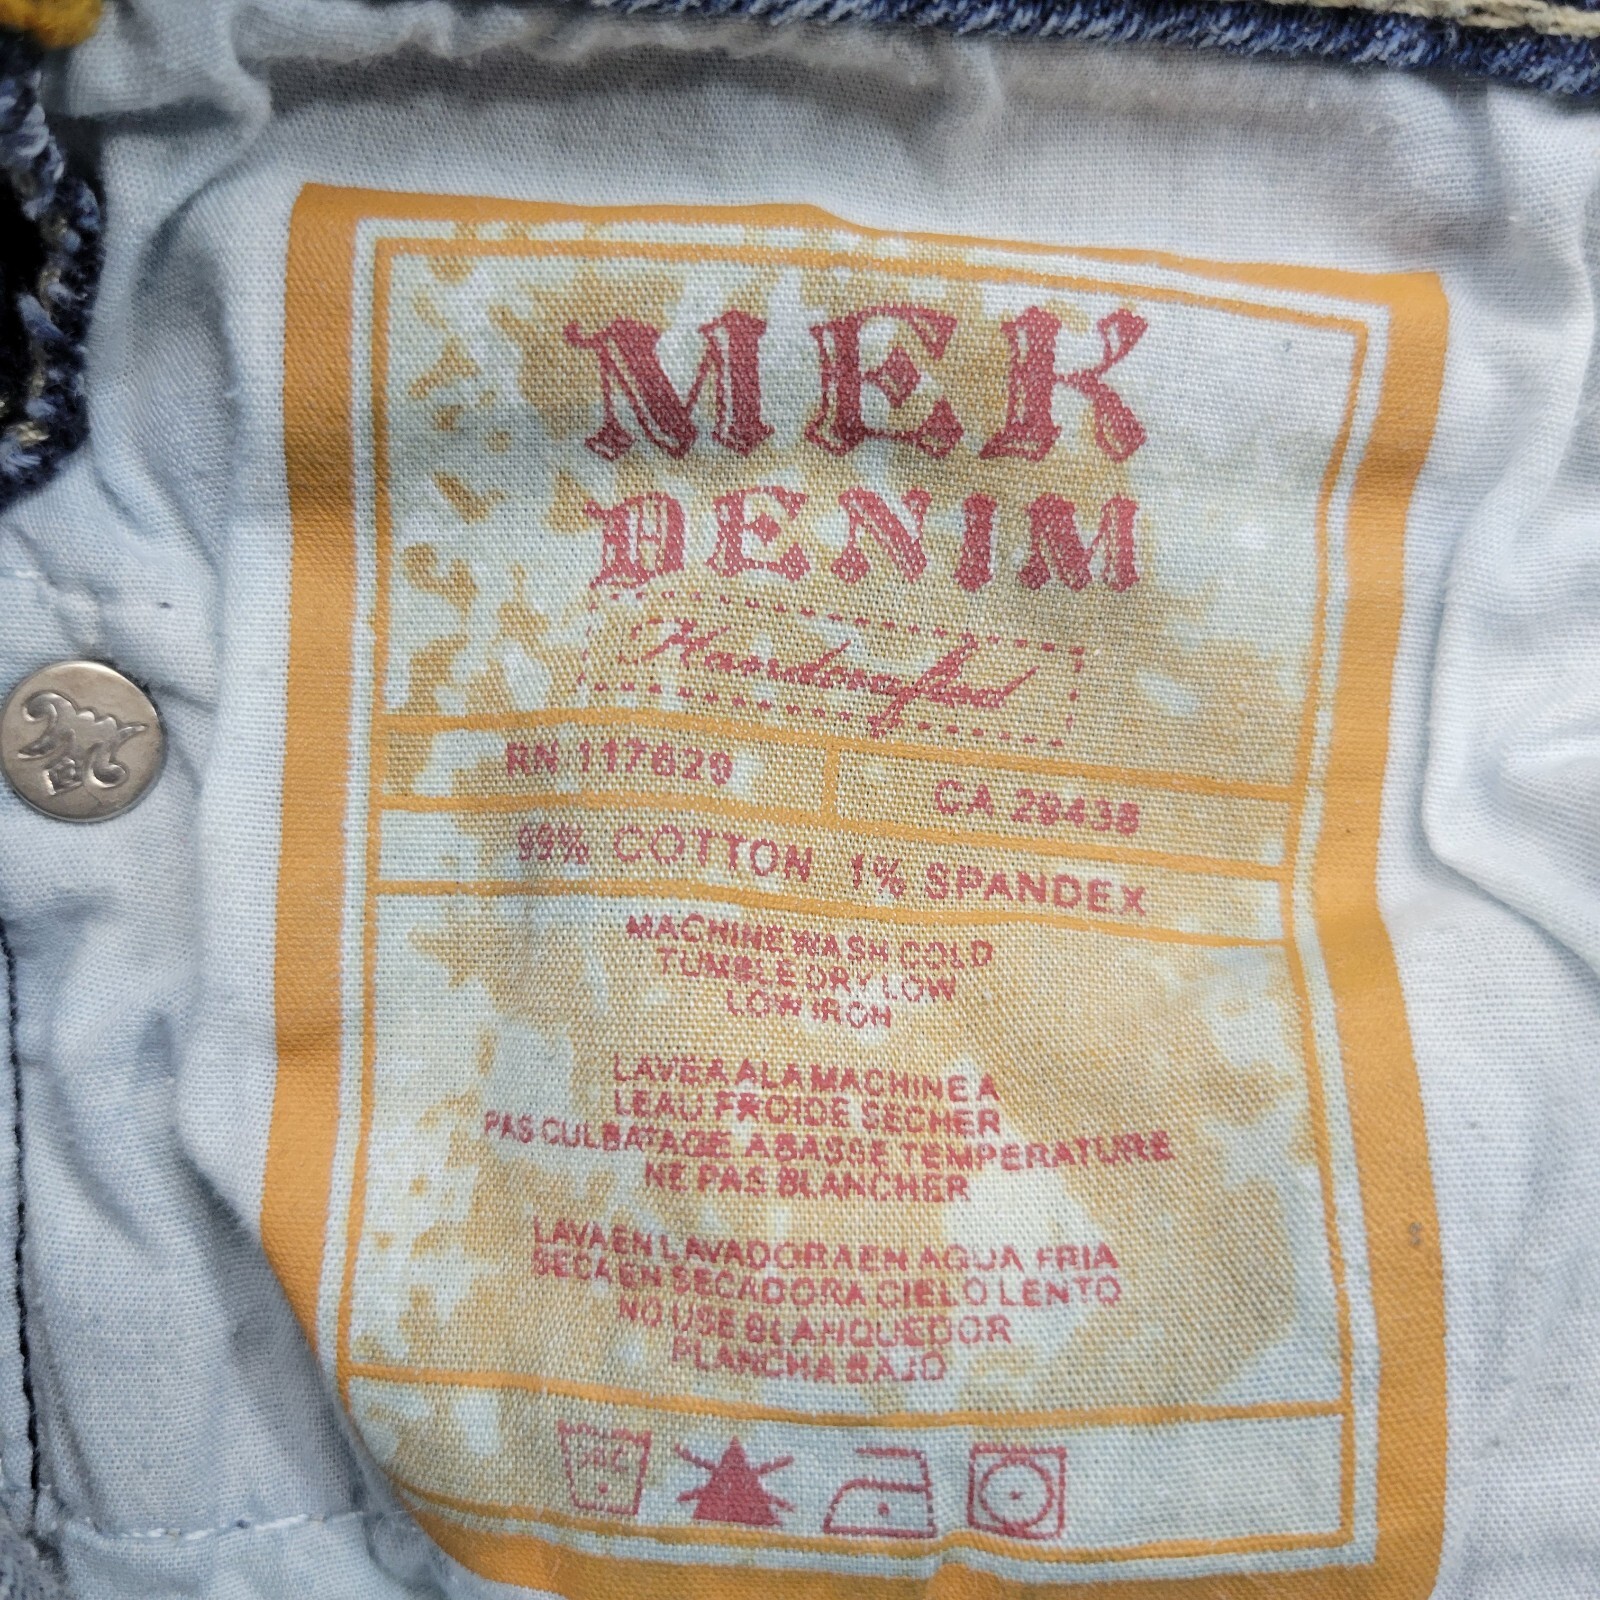 MEK
DENIM
Handcrafted
RN 117629 CA 29438
99% COTTON 1% SPANDEX
MACHINE WASH COLD
TUMBLE DRY LOW
LOW IRON
LAVEA ALA MACHINE A
LEAU FROIDE SECHER
PAS CULBATAGE A BASSE TEMPERATURE
NE PAS BLANCHER
LAVA EN LAVADORA EN AGUA FRIA
SECA EN SECADORA CIELO LENTO
NO USE BLANQUEDOR
PLANCHA BAJO